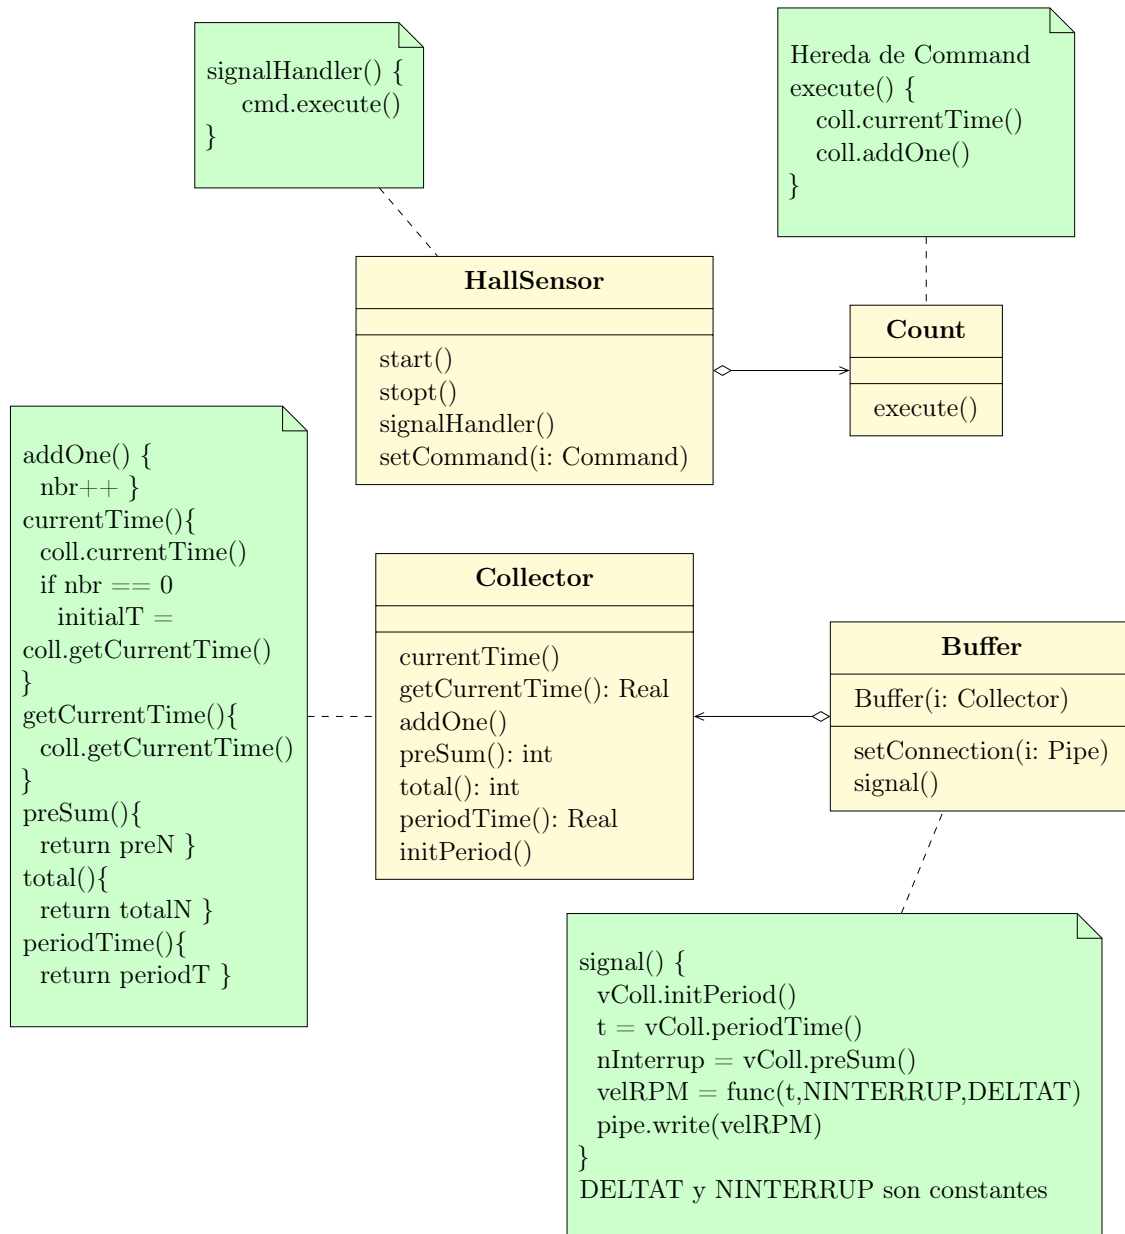 signalHandler() {
cmd.execute()
}
Hereda de Command
execute() {
coll.currentTime()
coll.addOne()
}
HallSensor
start()
stopt()
signalHandler()
setCommand(i: Command)
Count
execute()
addOne() {
nbr++ }
currentTime(){
coll.currentTime()
if nbr == 0
initialT =
coll.getCurrentTime()
}
getCurrentTime(){
coll.getCurrentTime()
}
preSum(){
return preN }
total(){
return totalN }
periodTime(){
return periodT }
Collector
currentTime()
getCurrentTime(): Real
addOne()
preSum(): int
total(): int
periodTime(): Real
initPeriod()
Buffer
Buffer(i: Collector)
setConnection(i: Pipe)
signal()
signal() {
vColl.initPeriod()
t = vColl.periodTime()
nInterrup = vColl.preSum()
velRPM = func(t,NINTERRUP,DELTAT)
pipe.write(velRPM)
}
DELTAT y NINTERRUP son constantes